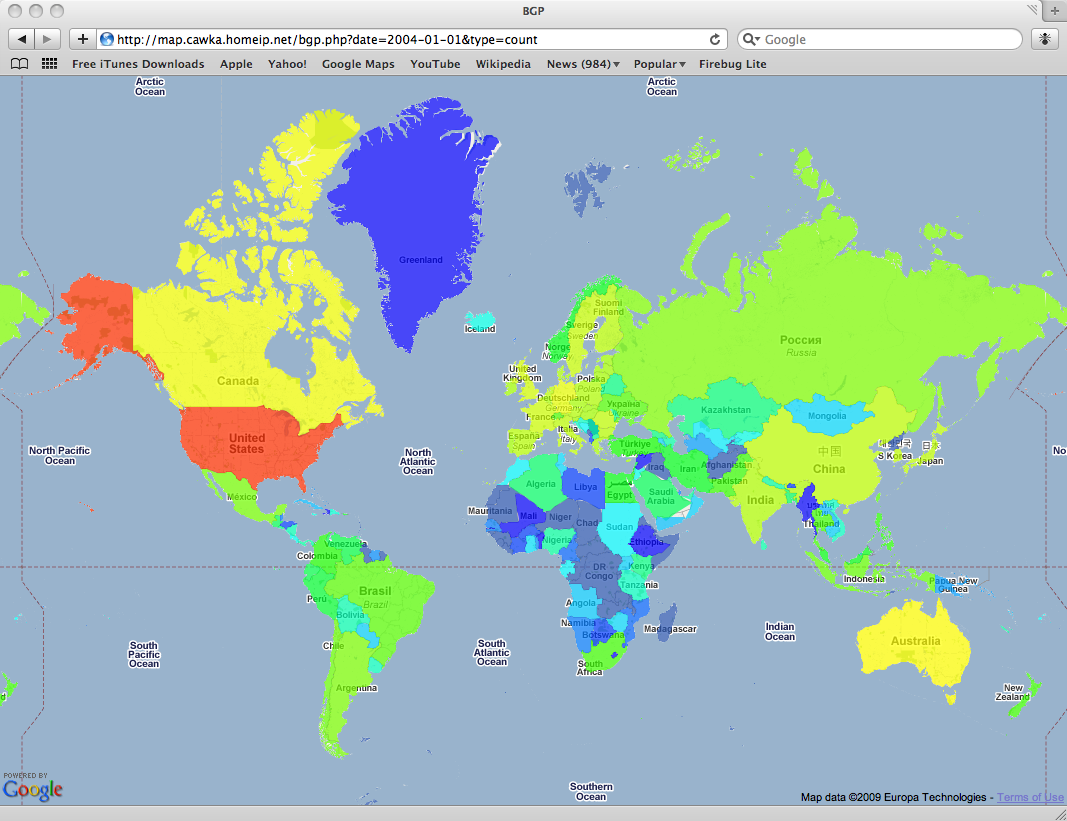 BGP
http://map.cawka.homeip.net/bgp.php?date=2004-01-01&type=count
Google
Free iTunes Downloads
Apple
Yahoo!
Google Maps
YouTube
Wikipedia
News (984)
Popular
Firebug Lite
Arctic
Ocean
Arctic
Ocean
Greenland
Iceland
Suomi
Finland
Sverige
Sweden
Norge
Norway
Россия
Russia
Canada
United
Kingdom
Polska
Poland
Deutschland
Germany
Україна
Ukraine
France
Kazakhstan
Mongolia
United
States
Italia
Italy
España
Spain
Türkiye
North Pacific
Ocean
North
Atlantic
Ocean
No
中国
China
S Korea
日本
Japan
Iraq
Iran
Afghanistan
Pakistan
México
Algeria
Libya
مصر
Egypt
Saudi
Arabia
India
Mauritania
Mali
Niger
Chad
Sudan
Thailand
Nigeria
Ethiopia
Venezuela
Colombia
DR
Congo
Kenya
Tanzania
Indonesia
Papua New
Guinea
Perú
Brasil
Brazil
Bolivia
Angola
Namibia
Botswana
Madagascar
Chile
South
Pacific
Ocean
South
Atlantic
Ocean
Indian
Ocean
Australia
South
Africa
Argentina
New
Zealand
d
Southern
Ocean
POWERED BY
Google
Map data ©2009 Europa Technologies - Terms of Use